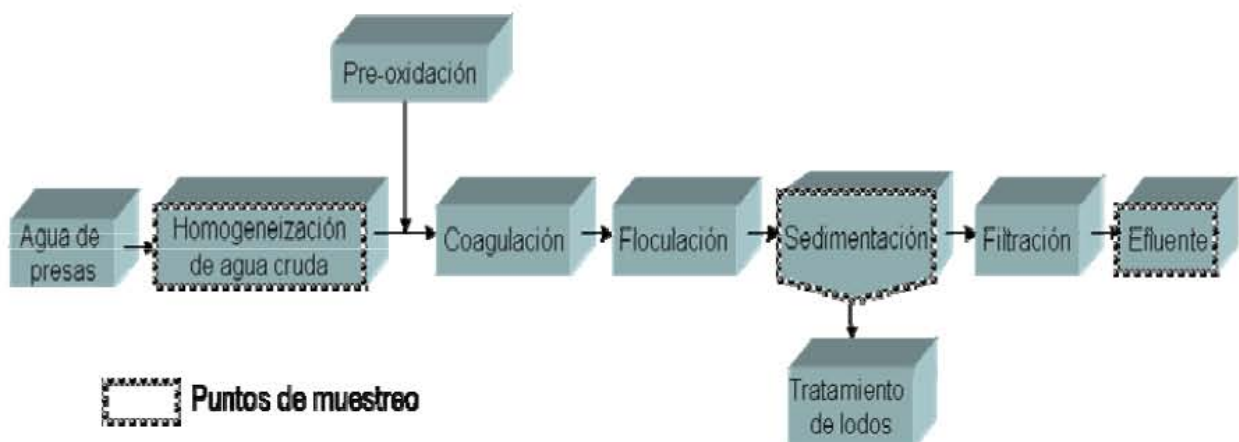 Pre-oxidación
Agua de
presas
Homogeneización
de agua cruda
Coagulación
Floculación
Sedimentación
Filtración
Efluente
Tratamiento
de lodos
Puntos de muestreo